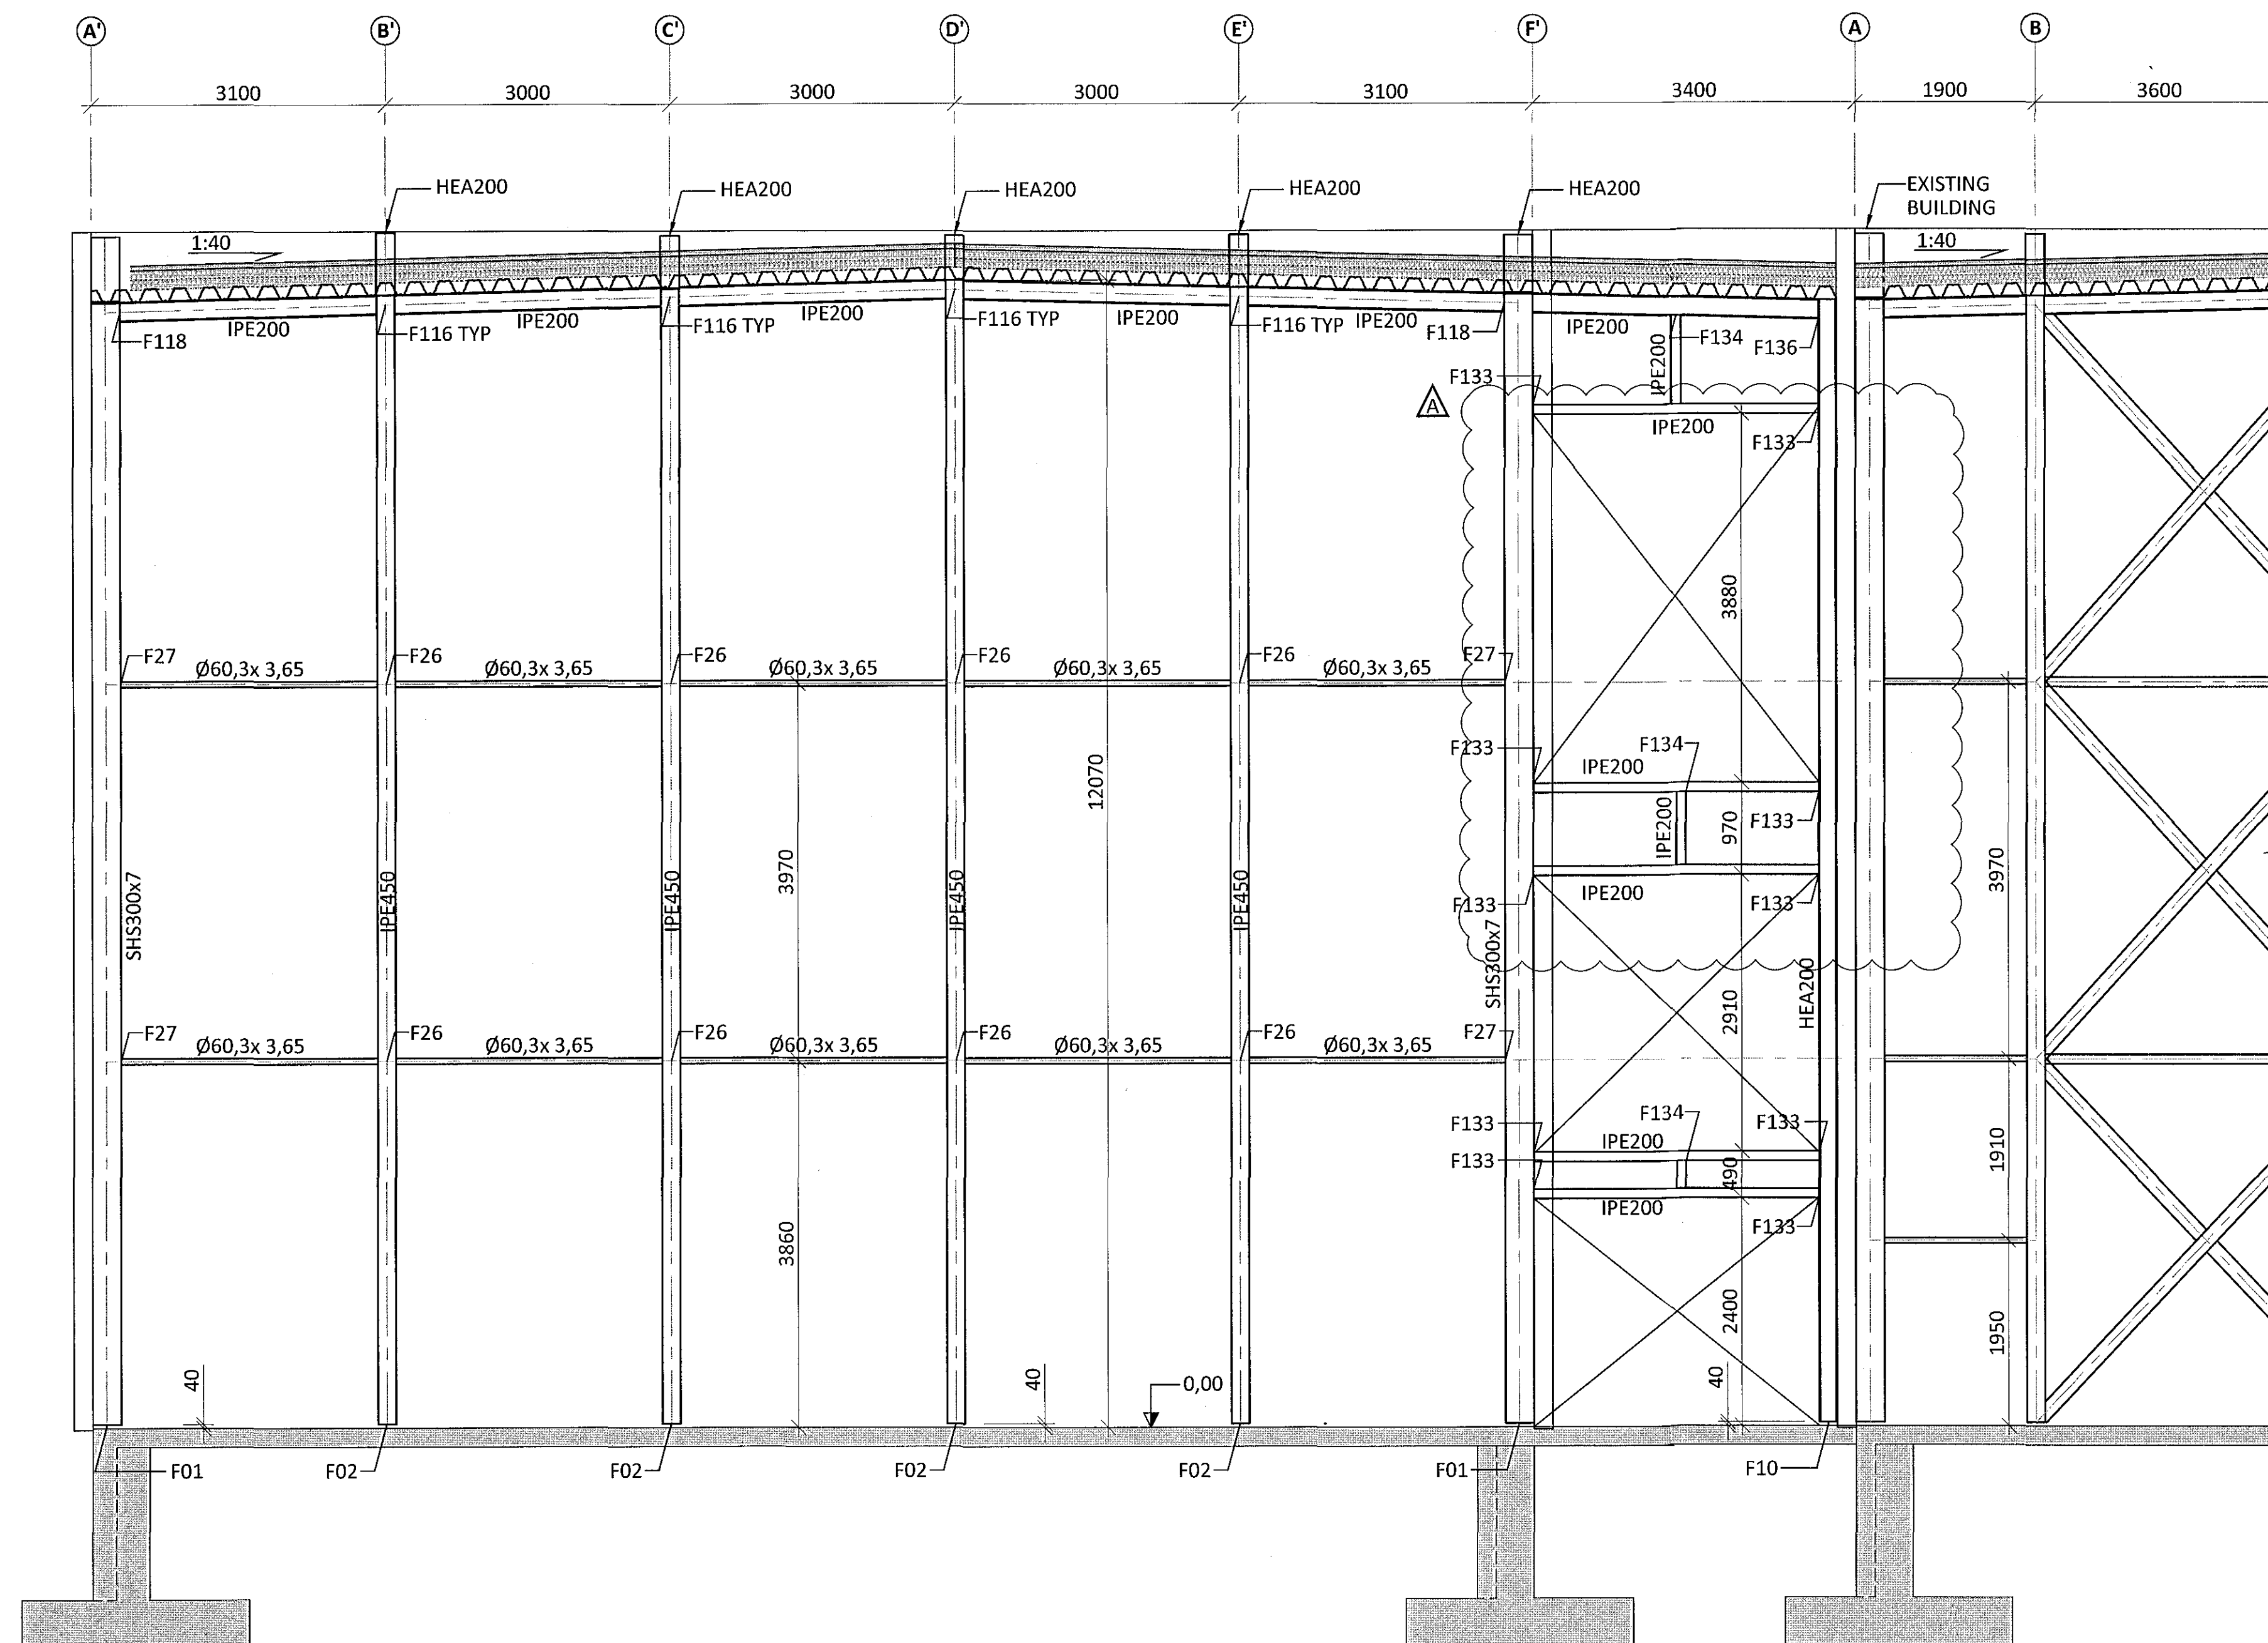 A' B' C' D' E' F' A B
3100 3000 3000 3000 3100 3400 1900 3600
HEA200 HEA200 HEA200 HEA200 HEA200 EXISTING
BUILDING
1:40 1:40
IPE200 IPE200 IPE200 IPE200 IPE200 IPE200
F118 F116 TYP F116 TYP F116 TYP F116 TYP F118 IPE200 F134 F136
F133
A
IPE200
F133
3880
F27 F26 F26 F26 F26 F27
Ø60,3x 3,65 Ø60,3x 3,65 Ø60,3x 3,65 Ø60,3x 3,65 Ø60,3x 3,65
F133 F134
IPE200
12070
IPE200 970 F133
3970 3970
IPE200
F133 F133
SHS300x7 IPE450 IPE450 IPE450 IPE450 SHS300x7
2910 HEA200
F27 F26 F26 F26 F26 F27
Ø60,3x 3,65 Ø60,3x 3,65 Ø60,3x 3,65 Ø60,3x 3,65 Ø60,3x 3,65
F133 F134 F133
IPE200
F133 490 1910
IPE200
F133
3860
2400 1950
40 40 0,00 40
F01 F02 F02 F02 F02 F01 F10